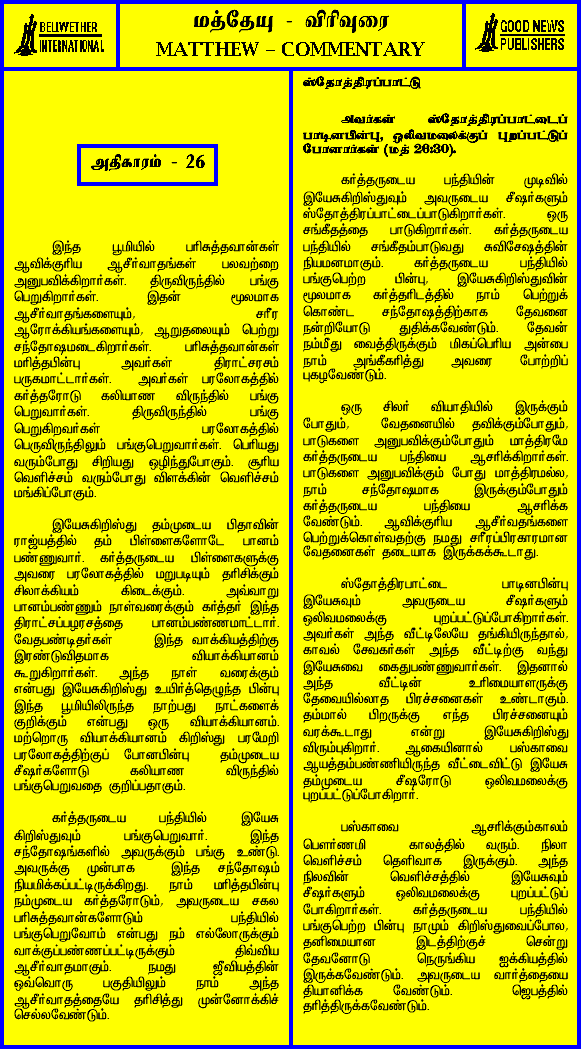 BELLWETHER
INTERNATIONAL
மத்தேயு - விரிவுரை
MATTHEW – COMMENTARY
GOOD NEWS
PUBLISHERS
அதிகாரம் - 26
இந்த பூமியில் பரிசுத்தவான்கள்
ஆவிக்குரிய ஆசீர்வாதங்கள் பலவற்றை
அனுபவிக்கிறார்கள். திருவிருந்தில் பங்கு
பெறுகிறார்கள். இதன் மூலமாக
ஆசீர்வாதங்களையும், சரீர
ஆரோக்கியங்களையும், ஆறுதலையும் பெற்று
சந்தோஷமடைகிறார்கள். பரிசுத்தவான்கள்
மரித்தபின்பு அவர்கள் திராட்சரசம்
பருகமாட்டார்கள். அவர்கள் பரலோகத்தில்
கர்த்தரோடு கலியாண விருந்தில் பங்கு
பெறுவார்கள். திருவிருந்தில் பங்கு
பெறுகிறவர்கள் பரலோகத்தில்
பெருவிருந்திலும் பங்குபெறுவார்கள். பெரியது
வரும்போது சிறியது ஒழிந்துபோகும். சூரிய
வெளிச்சம் வரும்போது விளக்கின் வெளிச்சம்
மங்கிப்போகும்.
இயேசுகிறிஸ்து தம்முடைய பிதாவின்
ராஜ்யத்தில் தம் பிள்ளைகளோடே பானம்
பண்ணுவார். கர்த்தருடைய பிள்ளைகளுக்கு
அவரை பரலோகத்தில் மறுபடியும் தரிசிக்கும்
சிலாக்கியம் கிடைக்கும். அவ்வாறு
பானம்பண்ணும் நாள்வரைக்கும் கர்த்தர் இந்த
திராட்சப்பழரசத்தை பானம்பண்ணமாட்டார்.
வேதபண்டிதர்கள் இந்த வாக்கியத்திற்கு
இரண்டுவிதமாக வியாக்கியானம்
கூறுகிறார்கள். அந்த நாள் வரைக்கும்
என்பது இயேசுகிறிஸ்து உயிர்த்தெழுந்த பின்பு
இந்த பூமியிலிருந்த நாற்பது நாட்களைக்
குறிக்கும் என்பது ஒரு வியாக்கியானம்.
மற்றொரு வியாக்கியானம் கிறிஸ்து பரமேறி
பரலோகத்திற்குப் போனபின்பு தம்முடைய
சீஷர்களோடு கலியாண விருந்தில்
பங்குபெறுவதை குறிப்பதாகும்.
கர்த்தருடைய பந்தியில் இயேசு
கிறிஸ்துவும் பங்குபெறுவார். இந்த
சந்தோஷங்களில் அவருக்கும் பங்கு உண்டு.
அவருக்கு முன்பாக இந்த சந்தோஷம்
நியமிக்கப்பட்டிருக்கிறது. நாம் மரித்தபின்பு
நம்முடைய கர்த்தரோடும், அவருடைய சகல
பரிசுத்தவான்களோடும் பந்தியில்
பங்குபெறுவோம் என்பது நம் எல்லோருக்கும்
வாக்குப்பண்ணப்பட்டிருக்கும் திவ்விய
ஆசீர்வாதமாகும். நமது ஜீவியத்தின்
ஒவ்வொரு பகுதியிலும் நாம் அந்த
ஆசீர்வாதத்தையே தரிசித்து முன்னோக்கிச்
செல்லவேண்டும்.
ஸ்தோத்திரப்பாட்டு
அவர்கள் ஸ்தோத்திரப்பாட்டைப்
பாடினபின்பு, ஒலிவமலைக்குப் புறப்பட்டுப்
போனார்கள் (மத் 26:30).
கர்த்தருடைய பந்தியின் முடிவில்
இயேசுகிறிஸ்துவும் அவருடைய சீஷர்களும்
ஸ்தோத்திரப்பாட்டைப்பாடுகிறார்கள். ஒரு
சங்கீதத்தை பாடுகிறார்கள். கர்த்தருடைய
பந்தியில் சங்கீதம்பாடுவது சுவிசேஷத்தின்
நியமனமாகும். கர்த்தருடைய பந்தியில்
பங்குபெற்ற பின்பு, இயேசுகிறிஸ்துவின்
மூலமாக கர்த்தரிடத்தில் நாம் பெற்றுக்
கொண்ட சந்தோஷத்திற்காக தேவனை
நன்றியோடு துதிக்கவேண்டும். தேவன்
நம்மீது வைத்திருக்கும் மிகப்பெரிய அன்பை
நாம் அங்கீகரித்து அவரை போற்றிப்
புகழவேண்டும்.
ஒரு சிலர் வியாதியில் இருக்கும்
போதும், வேதனையில் தவிக்கும்போதும்,
பாடுகளை அனுபவிக்கும்போதும் மாத்திரமே
கர்த்தருடைய பந்தியை ஆசரிக்கிறார்கள்.
பாடுகளை அனுபவிக்கும் போது மாத்திரமல்ல,
நாம் சந்தோஷமாக இருக்கும்போதும்
கர்த்தருடைய பந்தியை ஆசரிக்க
வேண்டும். ஆவிக்குரிய ஆசீர்வதங்களை
பெற்றுக்கொள்வதற்கு நமது சரீரப்பிரகாரமான
வேதனைகள் தடையாக இருக்கக்கூடாது.
ஸ்தோத்திரபாட்டை பாடினபின்பு
இயேசுவும் அவருடைய சீஷர்களும்
ஒலிவமலைக்கு புறப்பட்டுப்போகிறார்கள்.
அவர்கள் அந்த வீட்டிலேயே தங்கியிருந்தால்,
காவல் சேவகர்கள் அந்த வீட்டிற்கு வந்து
இயேசுவை கைதுபண்ணுவார்கள். இதனால்
அந்த வீட்டின் உரிமையாளருக்கு
தேவையில்லாத பிரச்சனைகள் உண்டாகும்.
தம்மால் பிறருக்கு எந்த பிரச்சனையும்
வரக்கூடாது என்று இயேசுகிறிஸ்து
விரும்புகிறார். ஆகையினால் பஸ்காவை
ஆயத்தம்பண்ணியிருந்த வீட்டைவிட்டு இயேசு
தம்முடைய சீஷரோடு ஒலிவமலைக்கு
புறப்பட்டுப்போகிறார்.
பஸ்காவை ஆசரிக்கும்காலம்
பௌர்ணமி காலத்தில் வரும். நிலா
வெளிச்சம் தெளிவாக இருக்கும். அந்த
நிலவின் வெளிச்சத்தில் இயேசுவும்
சீஷர்களும் ஒலிவமலைக்கு புறப்பட்டுப்
போகிறார்கள். கர்த்தருடைய பந்தியில்
பங்குபெற்ற பின்பு நாமும் கிறிஸ்துவைப்போல,
தனிமையான இடத்திற்குச் சென்று
தேவனோடு நெருங்கிய ஐக்கியத்தில்
இருக்கவேண்டும். அவருடைய வார்த்தையை
தியானிக்க வேண்டும். ஜெபத்தில்
தரித்திருக்கவேண்டும்.